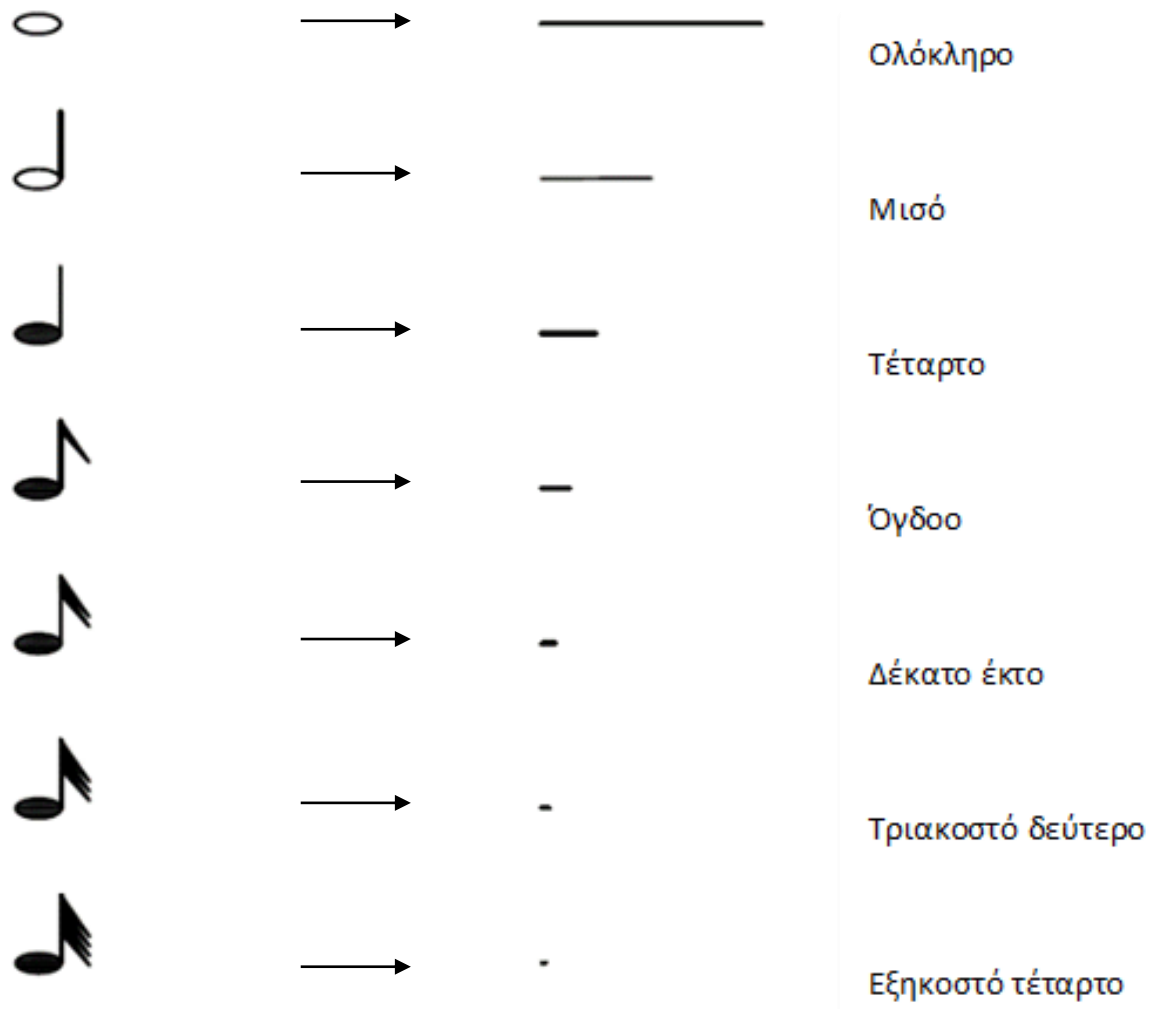 Ολόκληρο
Μισό
Τέταρτο
Όγδοο
Δέκατο έκτο
Τριακοστό δεύτερο
Εξηκοστό τέταρτο